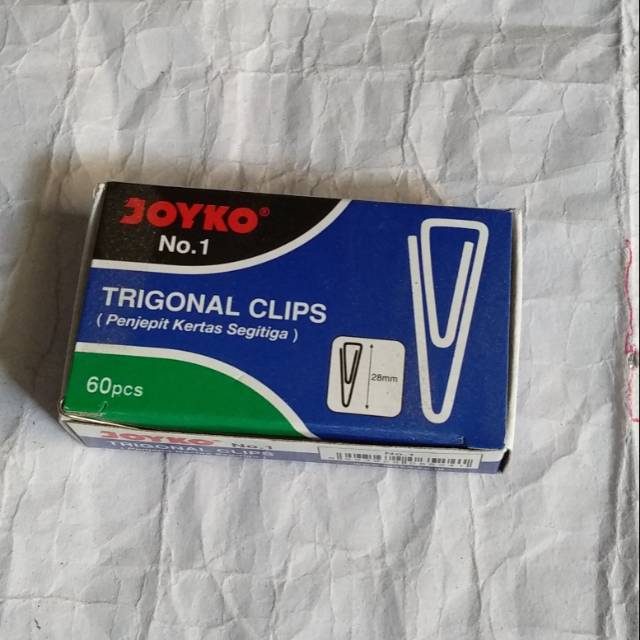 JOYKO®
No.1
TRIGONAL CLIPS
( Penjepit Kertas Segitiga )
28mm
60pcs
JOYKO NO.1
TRIGONAL CLIPS